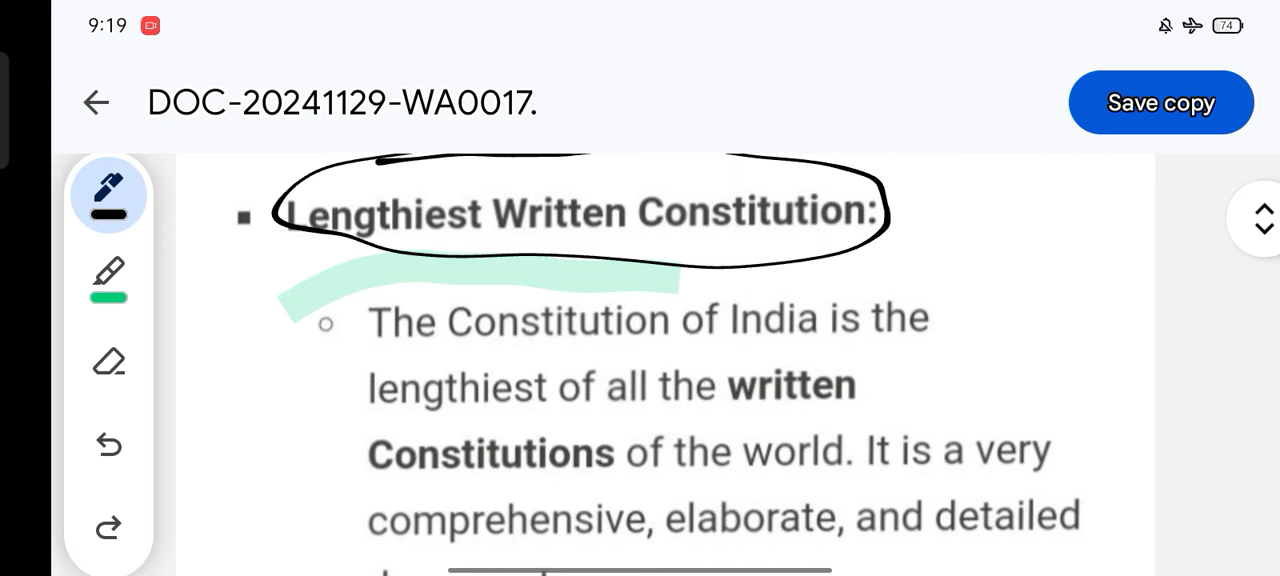 9:19
74
DOC-20241129-WA0017.
Save copy
▪ Lengthiest Written Constitution:
○ The Constitution of India is the
lengthiest of all the written
Constitutions of the world. It is a very
comprehensive, elaborate, and detailed